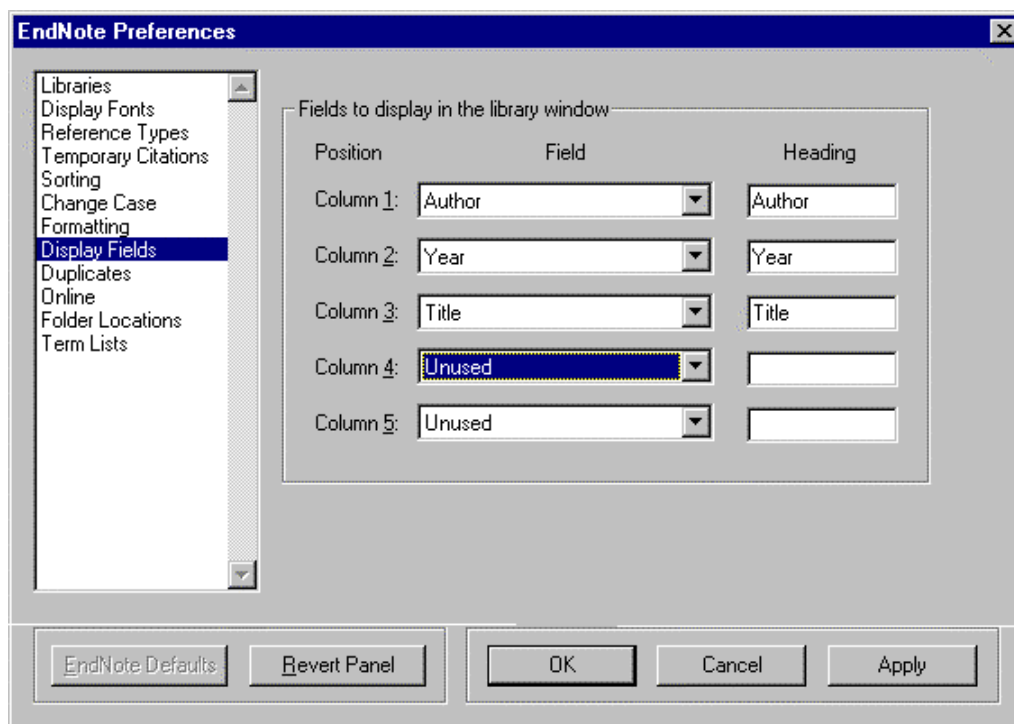 EndNote Preferences
Libraries
Display Fonts
Reference Types
Temporary Citations
Sorting
Change Case
Formatting
Display Fields
Duplicates
Online
Folder Locations
Term Lists
Fields to display in the library window
Position Field Heading
Column 1: Author Author
Column 2: Year Year
Column 3: Title Title
Column 4: Unused
Column 5: Unused
EndNote Defaults Revert Panel OK Cancel Apply